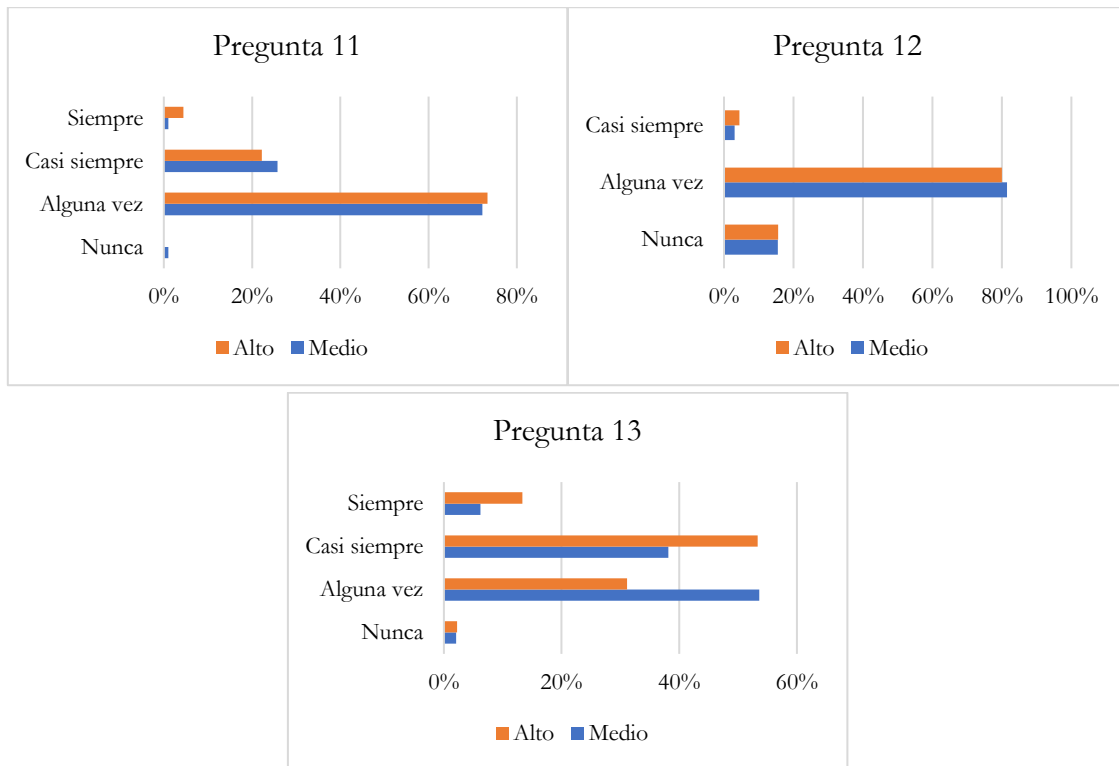 Pregunta 11
Siempre
Casi siempre
Alguna vez
Nunca
0% 20% 40% 60% 80%
Alto Medio
Pregunta 12
Casi siempre
Alguna vez
Nunca
0% 20% 40% 60% 80% 100%
Alto Medio
Pregunta 13
Siempre
Casi siempre
Alguna vez
Nunca
0% 20% 40% 60%
Alto Medio